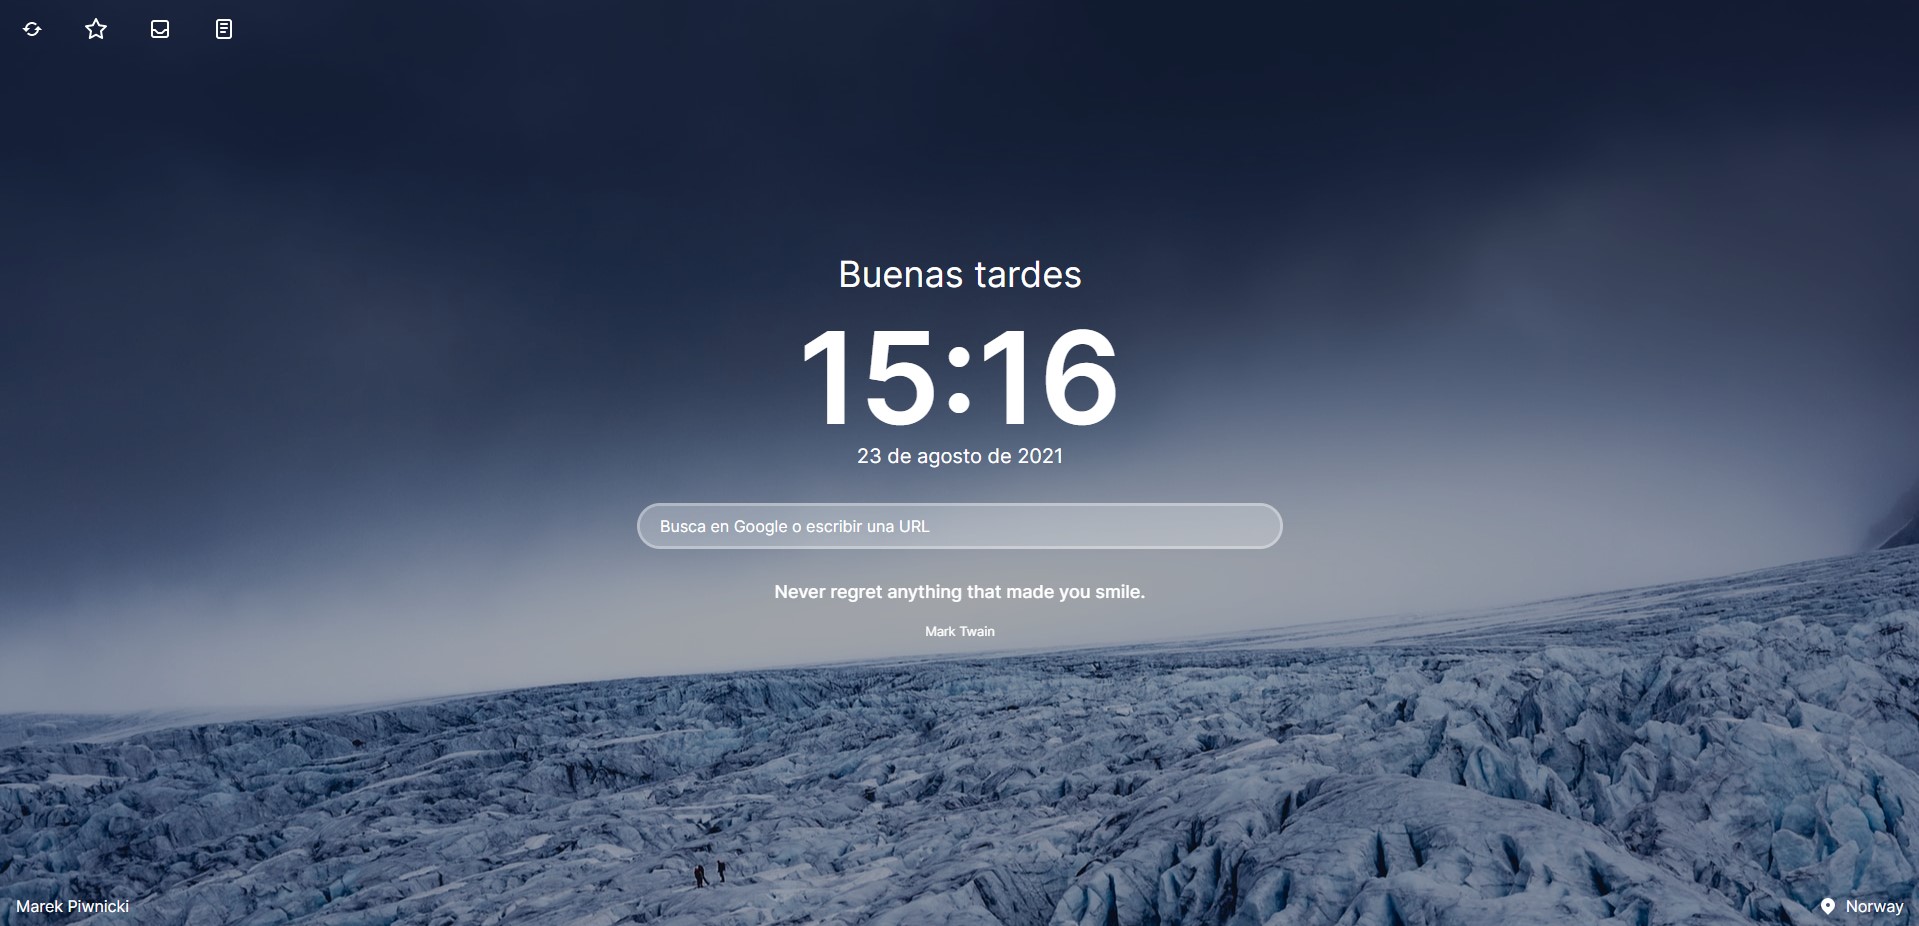 Buenas tardes
15:16
23 de agosto de 2021
Busca en Google o escribir una URL
Never regret anything that made you smile.
Mark Twain
Marek Piwnicki
Norway